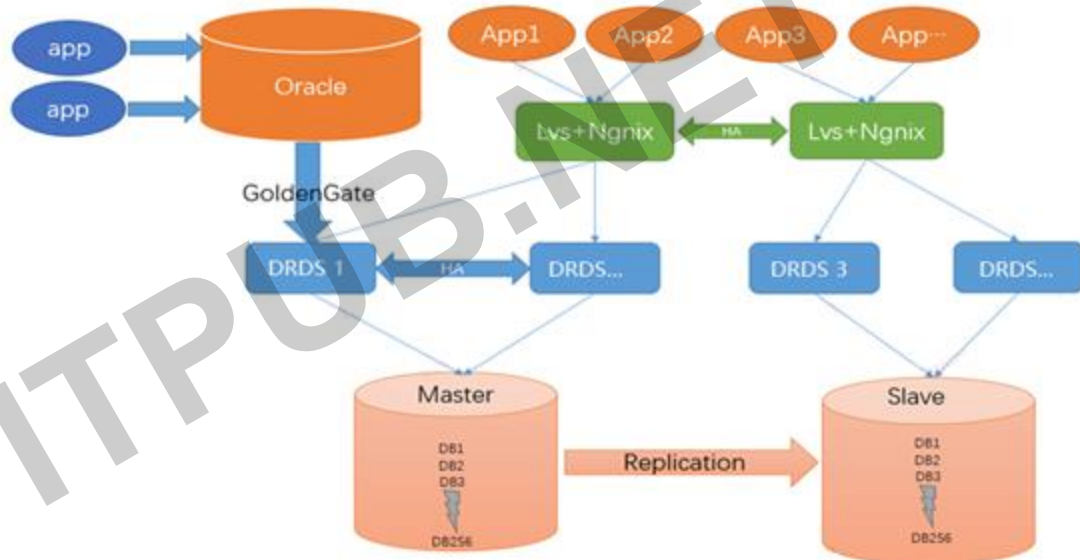 app
app
Oracle
GoldenGate
App1
App2
App3
App···
Lvs+Ngnix
HA
Lvs+Ngnix
DRDS 1
HA
DRDS...
DRDS 3
DRDS...
Master
DB1
DB2
DB3
DB256
Replication
Slave
DB1
DB2
DB3
DB256
ITPUB.NET